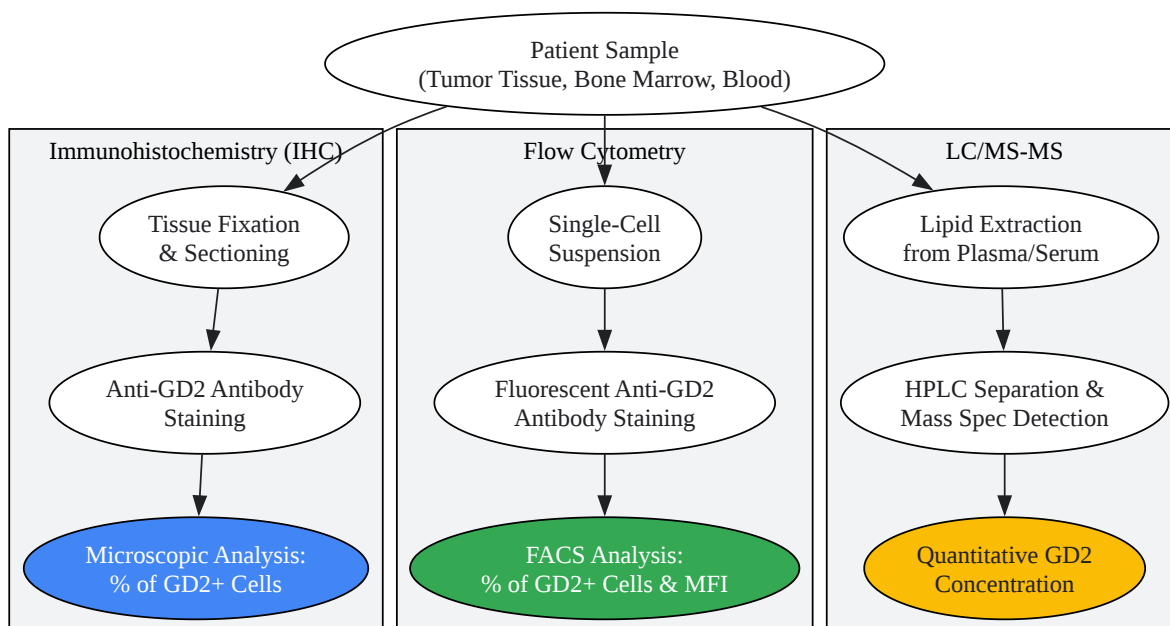 Patient Sample
(Tumor Tissue, Bone Marrow, Blood)
Immunohistochemistry (IHC)
Flow Cytometry
LC/MS-MS
Tissue Fixation
& Sectioning
Single-Cell
Suspension
Lipid Extraction
from Plasma/Serum
Anti-GD2 Antibody
Staining
Fluorescent Anti-GD2
Antibody Staining
HPLC Separation &
Mass Spec Detection
Microscopic Analysis:
% of GD2+ Cells
FACS Analysis:
% of GD2+ Cells & MFI
Quantitative GD2
Concentration